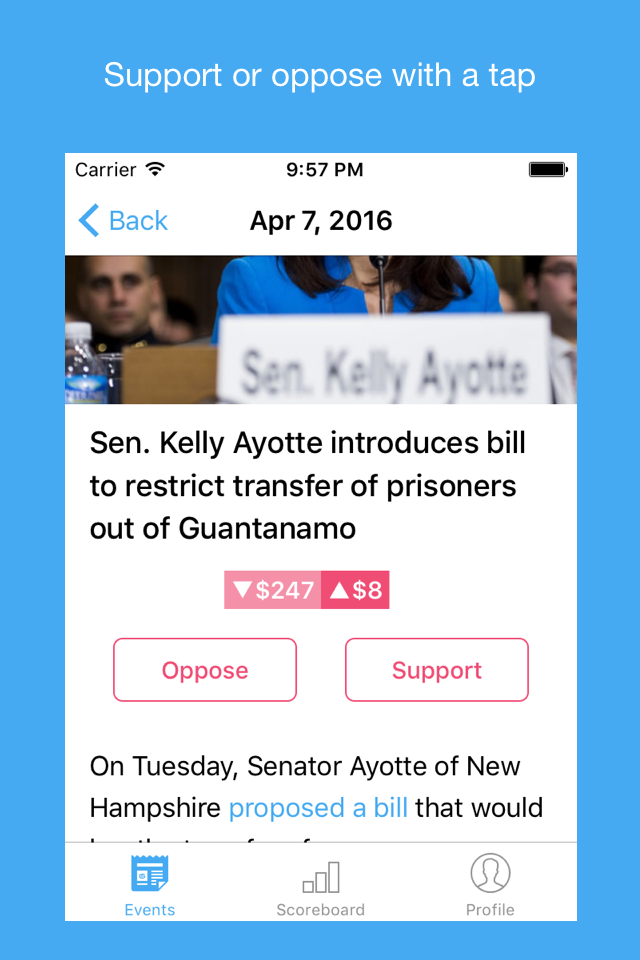 Support or oppose with a tap
Carrier 9:57 PM
Back Apr 7, 2016
Sen. Kelly Ayotte
Sen. Kelly Ayotte introduces bill
to restrict transfer of prisoners
out of Guantanamo
▼$247 ▲$8
Oppose Support
On Tuesday, Senator Ayotte of New
Hampshire proposed a bill that would
Events Scoreboard Profile